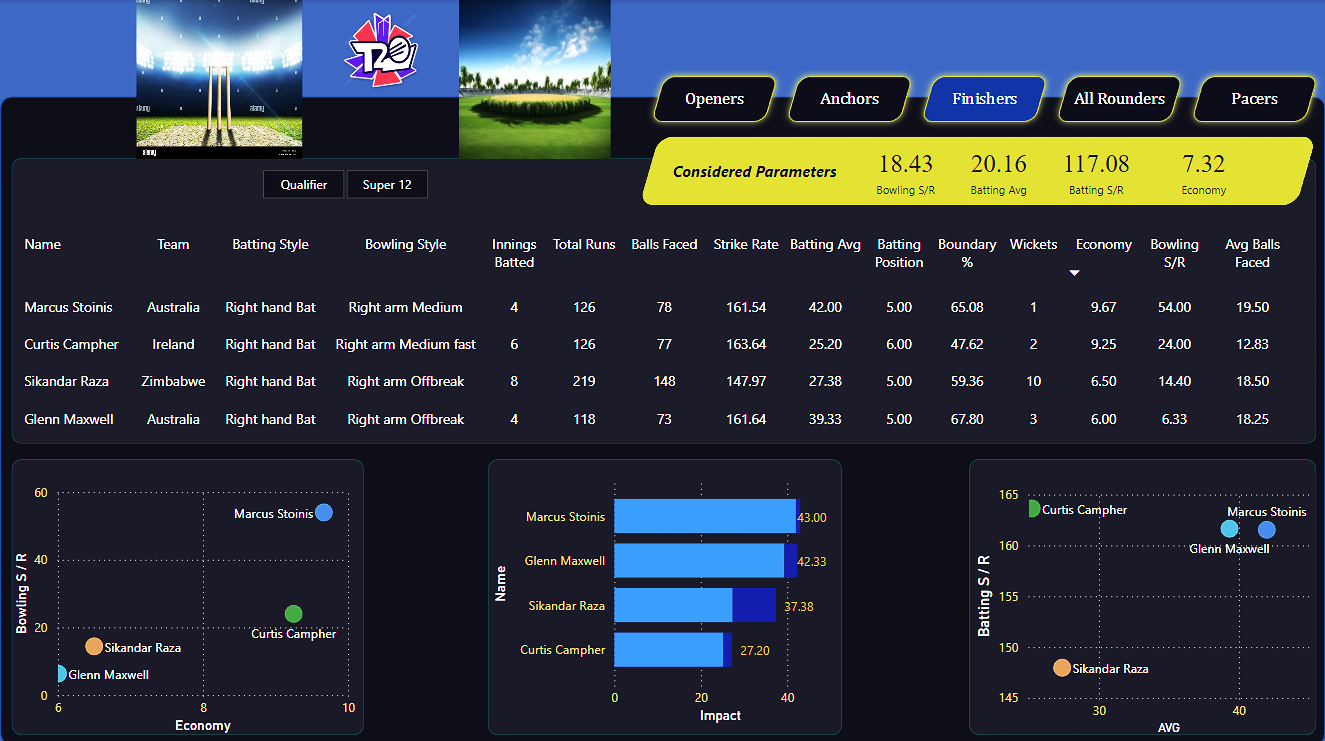 alamy
alamy
alamy
T20
Openers
Anchors
Finishers
All Rounders
Pacers
Considered Parameters
18.43 20.16 117.08 7.32
Bowling S/R Batting Avg Batting S/R Economy
Qualifier Super 12
Name Team Batting Style Bowling Style Innings Batted Total Runs Balls Faced Strike Rate Batting Avg Batting Position Boundary % Wickets Economy Bowling S/R Avg Balls Faced
Marcus Stoinis Australia Right hand Bat Right arm Medium 4 126 78 161.54 42.00 5.00 65.08 1 9.67 54.00 19.50
Curtis Campher Ireland Right hand Bat Right arm Medium fast 6 126 77 163.64 25.20 6.00 47.62 2 9.25 24.00 12.83
Sikandar Raza Zimbabwe Right hand Bat Right arm Offbreak 8 219 148 147.97 27.38 5.00 59.36 10 6.50 14.40 18.50
Glenn Maxwell Australia Right hand Bat Right arm Offbreak 4 118 73 161.64 39.33 5.00 67.80 3 6.00 6.33 18.25
Bowling S / R
60
40
20
0
Marcus Stoinis
Curtis Campher
Sikandar Raza
Glenn Maxwell
6 8 10
Economy
Name
Marcus Stoinis 43.00
Glenn Maxwell 42.33
Sikandar Raza 37.38
Curtis Campher 27.20
0 20 40
Impact
Batting S / R
165
160
155
150
145
Curtis Campher
Marcus Stoinis
Glenn Maxwell
Sikandar Raza
30 40
AVG